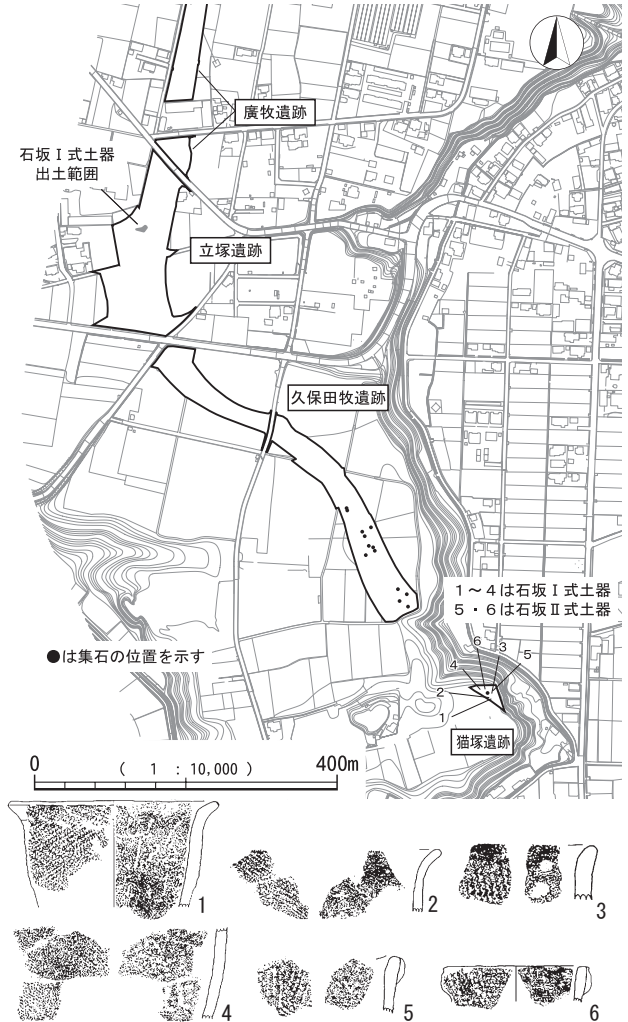 廣牧遺跡
石坂Ⅰ式土器
出土範囲
立塚遺跡
久保田牧遺跡
1～4は石坂Ⅰ式土器
5・6は石坂Ⅱ式土器
●は集石の位置を示す
6
3
4
5
2
1
猫塚遺跡
0 ( 1 : 10,000 ) 400m
1
2
3
4
5
6